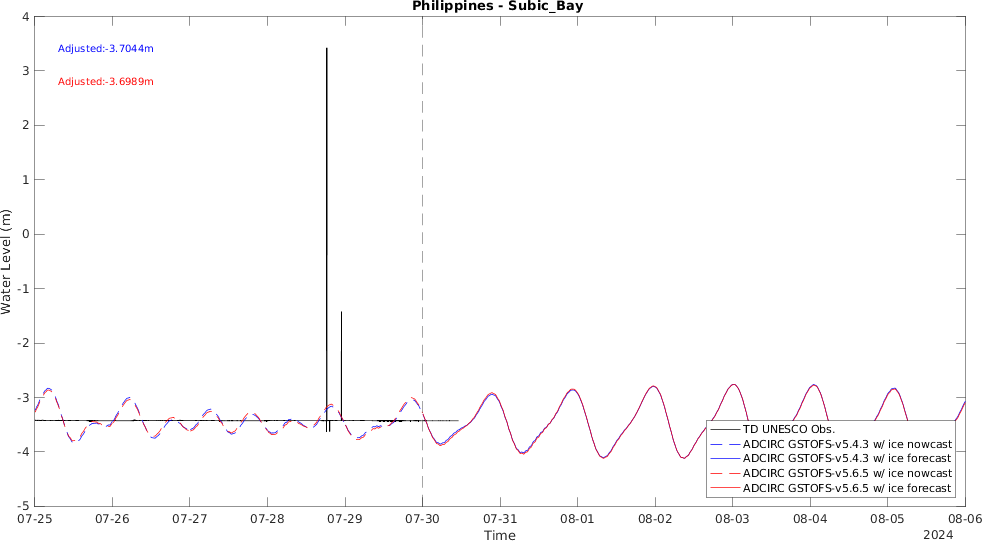 Philippines - Subic_Bay
Adjusted:-3.7044m
Adjusted:-3.6989m
Water Level (m)
4
3
2
1
0
-1
-2
-3
-4
-5
TD UNESCO Obs.
ADCIRC GSTOFS-v5.4.3 w/ ice nowcast
ADCIRC GSTOFS-v5.4.3 w/ ice forecast
ADCIRC GSTOFS-v5.6.5 w/ ice nowcast
ADCIRC GSTOFS-v5.6.5 w/ ice forecast
07-25 07-26 07-27 07-28 07-29 07-30 07-31 08-01 08-02 08-03 08-04 08-05 08-06
Time
2024